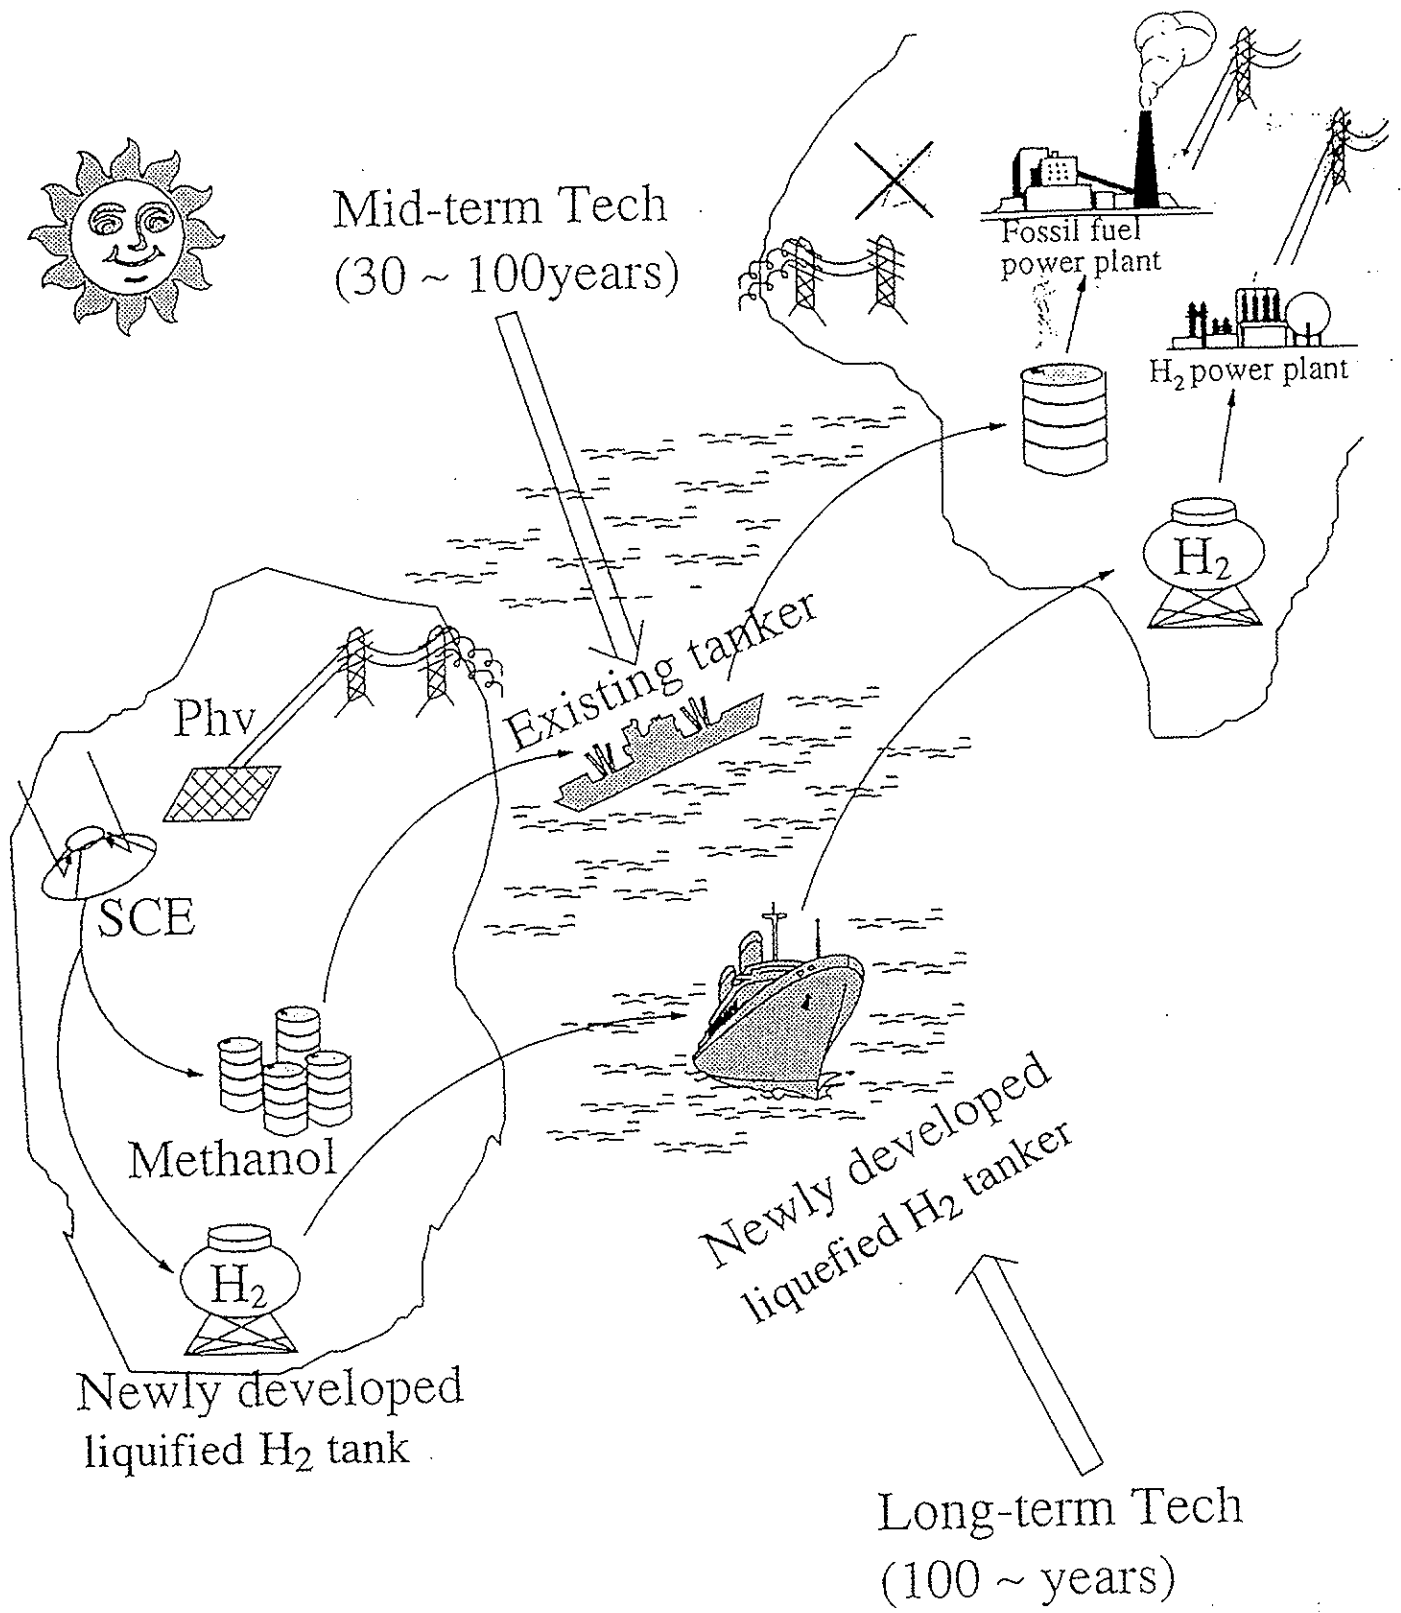 Mid-term Tech
(30 ~ 100years)
Fossil fuel
power plant
H₂ power plant
H₂
Existing tanker
Phv
SCE
Methanol
H₂
Newly developed
liquified H₂ tank
Newly developed
liquefied H₂ tanker
Long-term Tech
(100 ~ years)